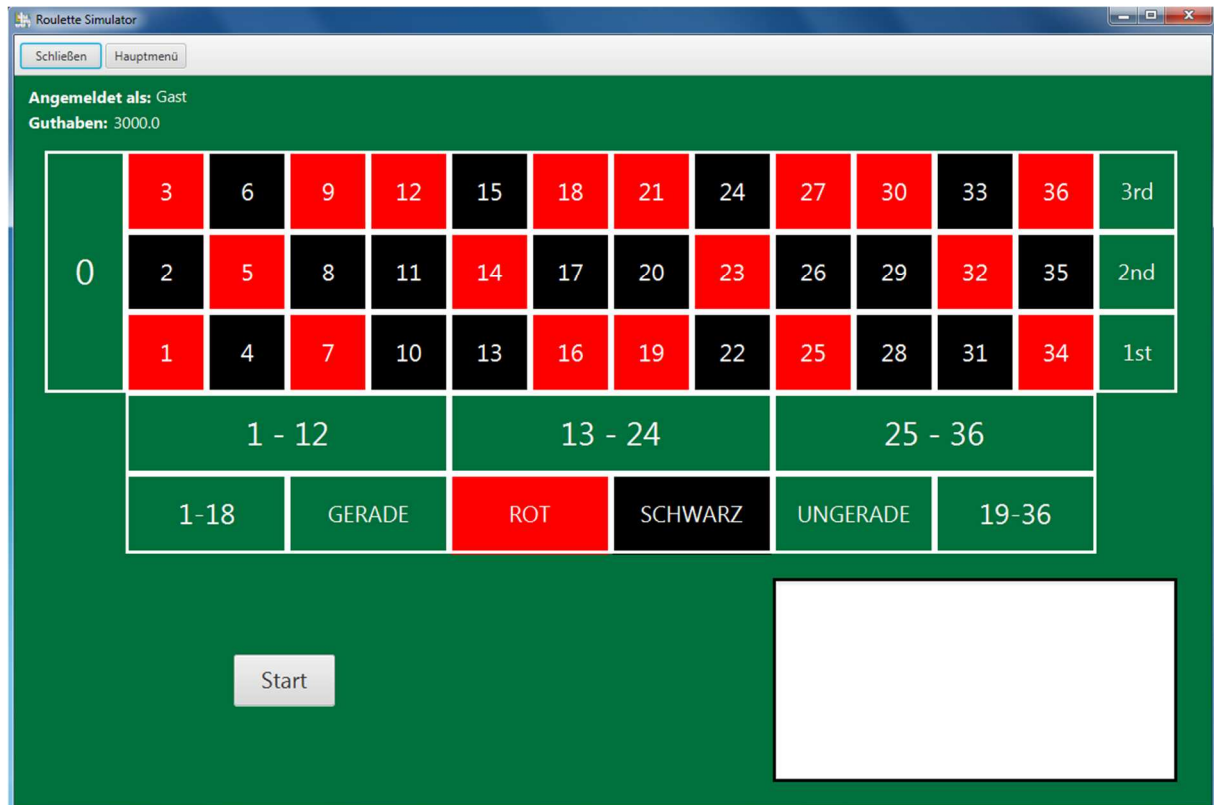 Roulette Simulator
Schließen Hauptmenü
Angemeldet als: Gast
Guthaben: 3000.0
3 6 9 12 15 18 21 24 27 30 33 36 3rd
0 2 5 8 11 14 17 20 23 26 29 32 35 2nd
1 4 7 10 13 16 19 22 25 28 31 34 1st
1 - 12 13 - 24 25 - 36
1-18 GERADE ROT SCHWARZ UNGERADE 19-36
Start